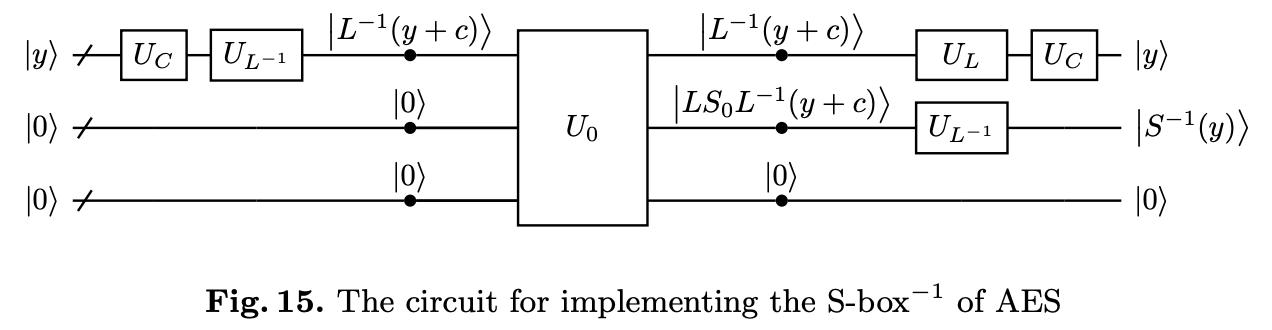 |y⟩ U_C U_{L^{-1}} |L^{-1}(y + c)⟩ |L^{-1}(y + c)⟩ U_L U_C |y⟩
|0⟩ |0⟩ U_0 |LS_0L^{-1}(y + c)⟩ U_{L^{-1}} |S^{-1}(y)⟩
|0⟩ |0⟩ |0⟩ |0⟩
Fig. 15. The circuit for implementing the S-box^{-1} of AES